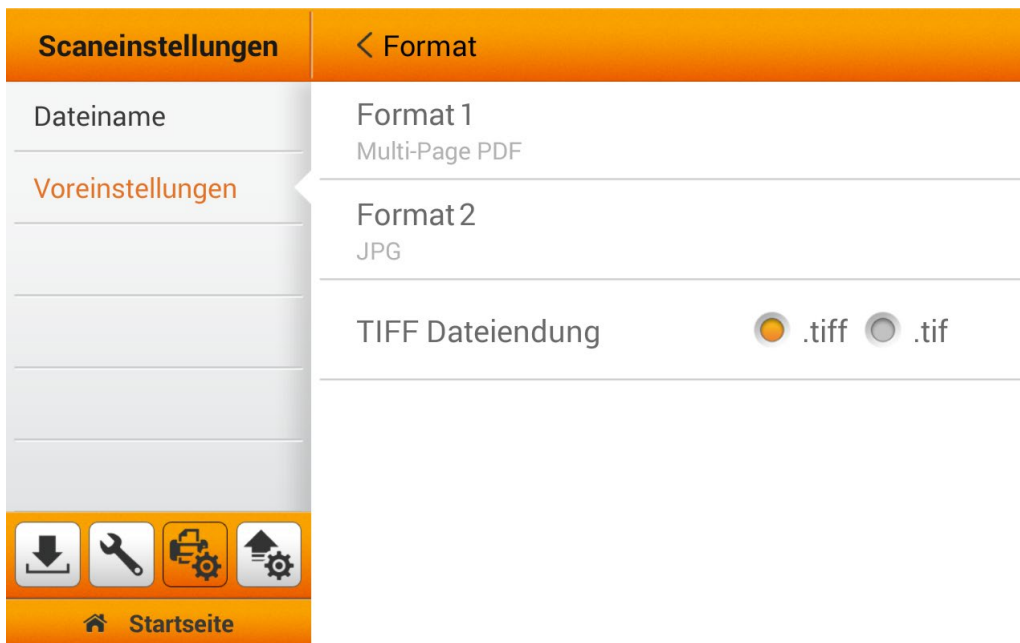 Scaneinstellungen
Format
Dateiname
Voreinstellungen
Format 1
Multi-Page PDF
Format 2
JPG
TIFF Dateiendung .tiff .tif
Startseite